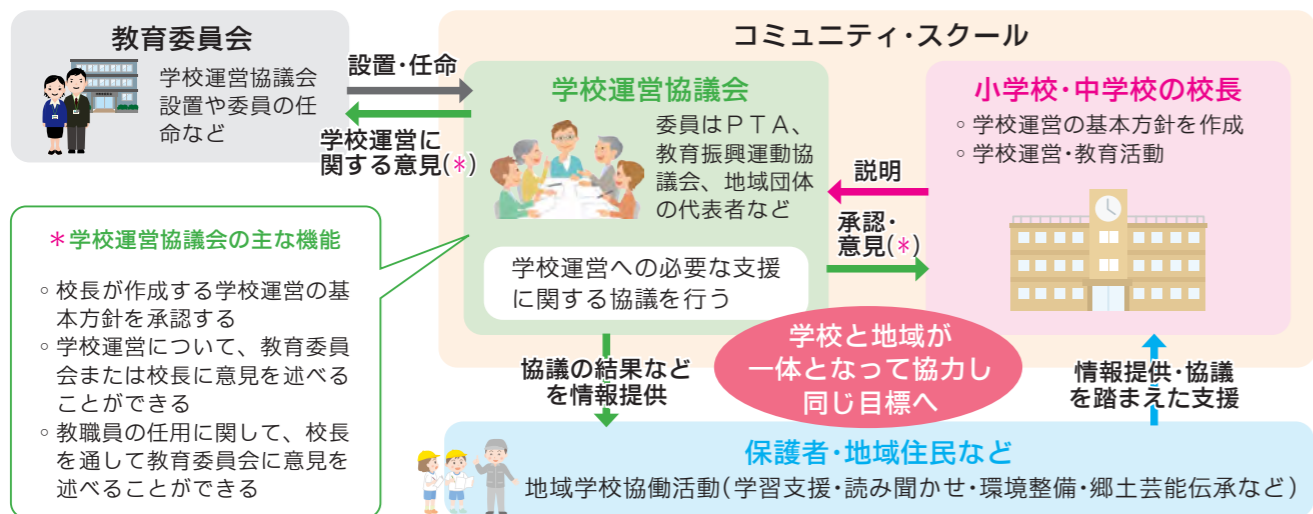 教育委員会
学校運営協議会
設置や委員の任
命など
設置・任命
学校運営に
関する意見(*)
コミュニティ・スクール
学校運営協議会
委員はPTA、
教育振興運動協
議会、地域団体
の代表者など
学校運営への必要な支援
に関する協議を行う
説明
承認・
意見(*)
小学校・中学校の校長
◦学校運営の基本方針を作成
◦学校運営・教育活動
*学校運営協議会の主な機能
◦校長が作成する学校運営の基
本方針を承認する
◦学校運営について、教育委員
会または校長に意見を述べる
ことができる
◦教職員の任用に関して、校長
を通して教育委員会に意見を
述べることができる
協議の結果など
を情報提供
学校と地域が
一体となって協力し
同じ目標へ
情報提供・協議
を踏まえた支援
保護者・地域住民など
地域学校協働活動(学習支援・読み聞かせ・環境整備・郷土芸能伝承など)